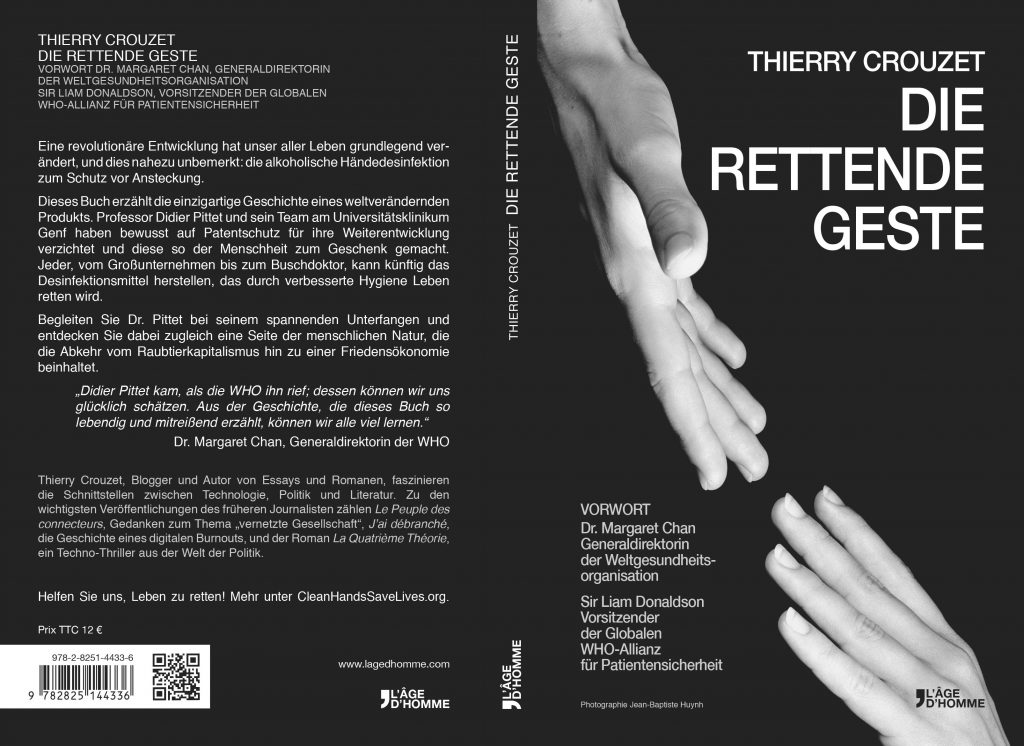 THIERRY CROUZET
DIE RETTENDE GESTE
VORWORT DR. MARGARET CHAN, GENERALDIREKTORIN
DER WELTGESUNDHEITSORGANISATION
SIR LIAM DONALDSON, VORSITZENDER DER GLOBALEN
WHO-ALLIANZ FÜR PATIENTENSICHERHEIT
Eine revolutionäre Entwicklung hat unser aller Leben grundlegend ver-
ändert, und dies nahezu unbemerkt: die alkoholische Händedesinfektion
zum Schutz vor Ansteckung.
Dieses Buch erzählt die einzigartige Geschichte eines weltverändernden
Produkts. Professor Didier Pittet und sein Team am Universitätsklinikum
Genf haben bewusst auf Patentschutz für ihre Weiterentwicklung
verzichtet und diese so der Menschheit zum Geschenk gemacht.
Jeder, vom Großunternehmen bis zum Buschdoktor, kann künftig das
Desinfektionsmittel herstellen, das durch verbesserte Hygiene Leben
retten wird.
Begleiten Sie Dr. Pittet bei seinem spannenden Unterfangen und
entdecken Sie dabei zugleich eine Seite der menschlichen Natur, die
die Abkehr vom Raubtierkapitalismus hin zu einer Friedensökonomie
beinhaltet.
„Didier Pittet kam, als die WHO ihn rief; dessen können wir uns
glücklich schätzen. Aus der Geschichte, die dieses Buch so
lebendig und mitreißend erzählt, können wir alle viel lernen.“
Dr. Margaret Chan, Generaldirektorin der WHO
Thierry Crouzet, Blogger und Autor von Essays und Romanen, faszinieren
die Schnittstellen zwischen Technologie, Politik und Literatur. Zu den
wichtigsten Veröffentlichungen des früheren Journalisten zählen Le Peuple des
connecteurs, Gedanken zum Thema „vernetzte Gesellschaft“, J'ai débranché,
die Geschichte eines digitalen Burnouts, und der Roman La Quatrième Théorie,
ein Techno-Thriller aus der Welt der Politik.
Helfen Sie uns, Leben zu retten! Mehr unter CleanHandsSaveLives.org.
Prix TTC 12 €
978-2-8251-4433-6
9 782825 144336
www.lagedhomme.com
L'ÂGE
D'HOMME
THIERRY CROUZET DIE RETTENDE GESTE
L'ÂGE
D'HOMME
THIERRY CROUZET
DIE
RETTENDE
GESTE
VORWORT
Dr. Margaret Chan
Generaldirektorin
der Weltgesundheits-
organisation
Sir Liam Donaldson
Vorsitzender
der Globalen
WHO-Allianz
für Patientensicherheit
Photographie Jean-Baptiste Huynh
L'ÂGE
D'HOMME